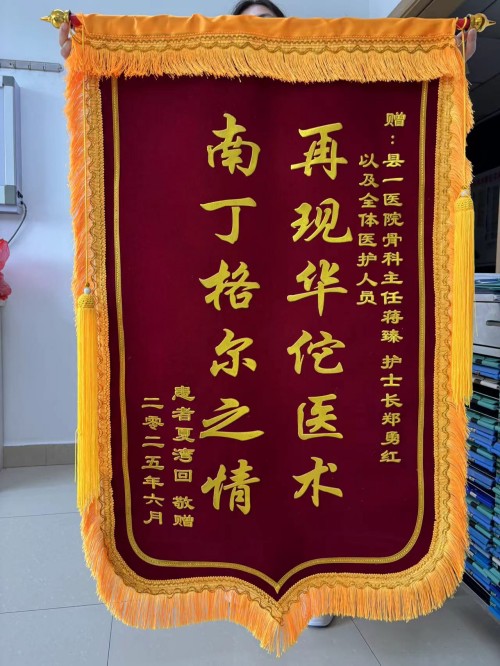 赠：县一医院骨科主任蒋臻 护士长郑勇红
以及全体医护人员
再现华佗医术
南丁格尔之情
患者夏湾回 敬赠
二零二五年六月